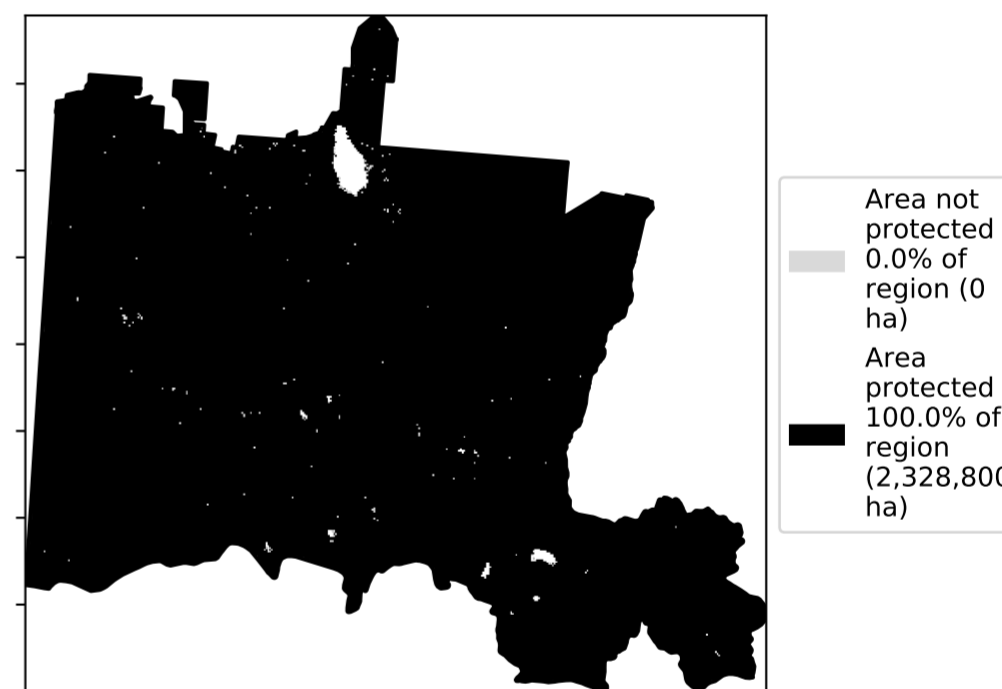 Area not
protected
0.0% of
region (0
ha)
Area
protected
100.0% of
region
(2,328,800
ha)